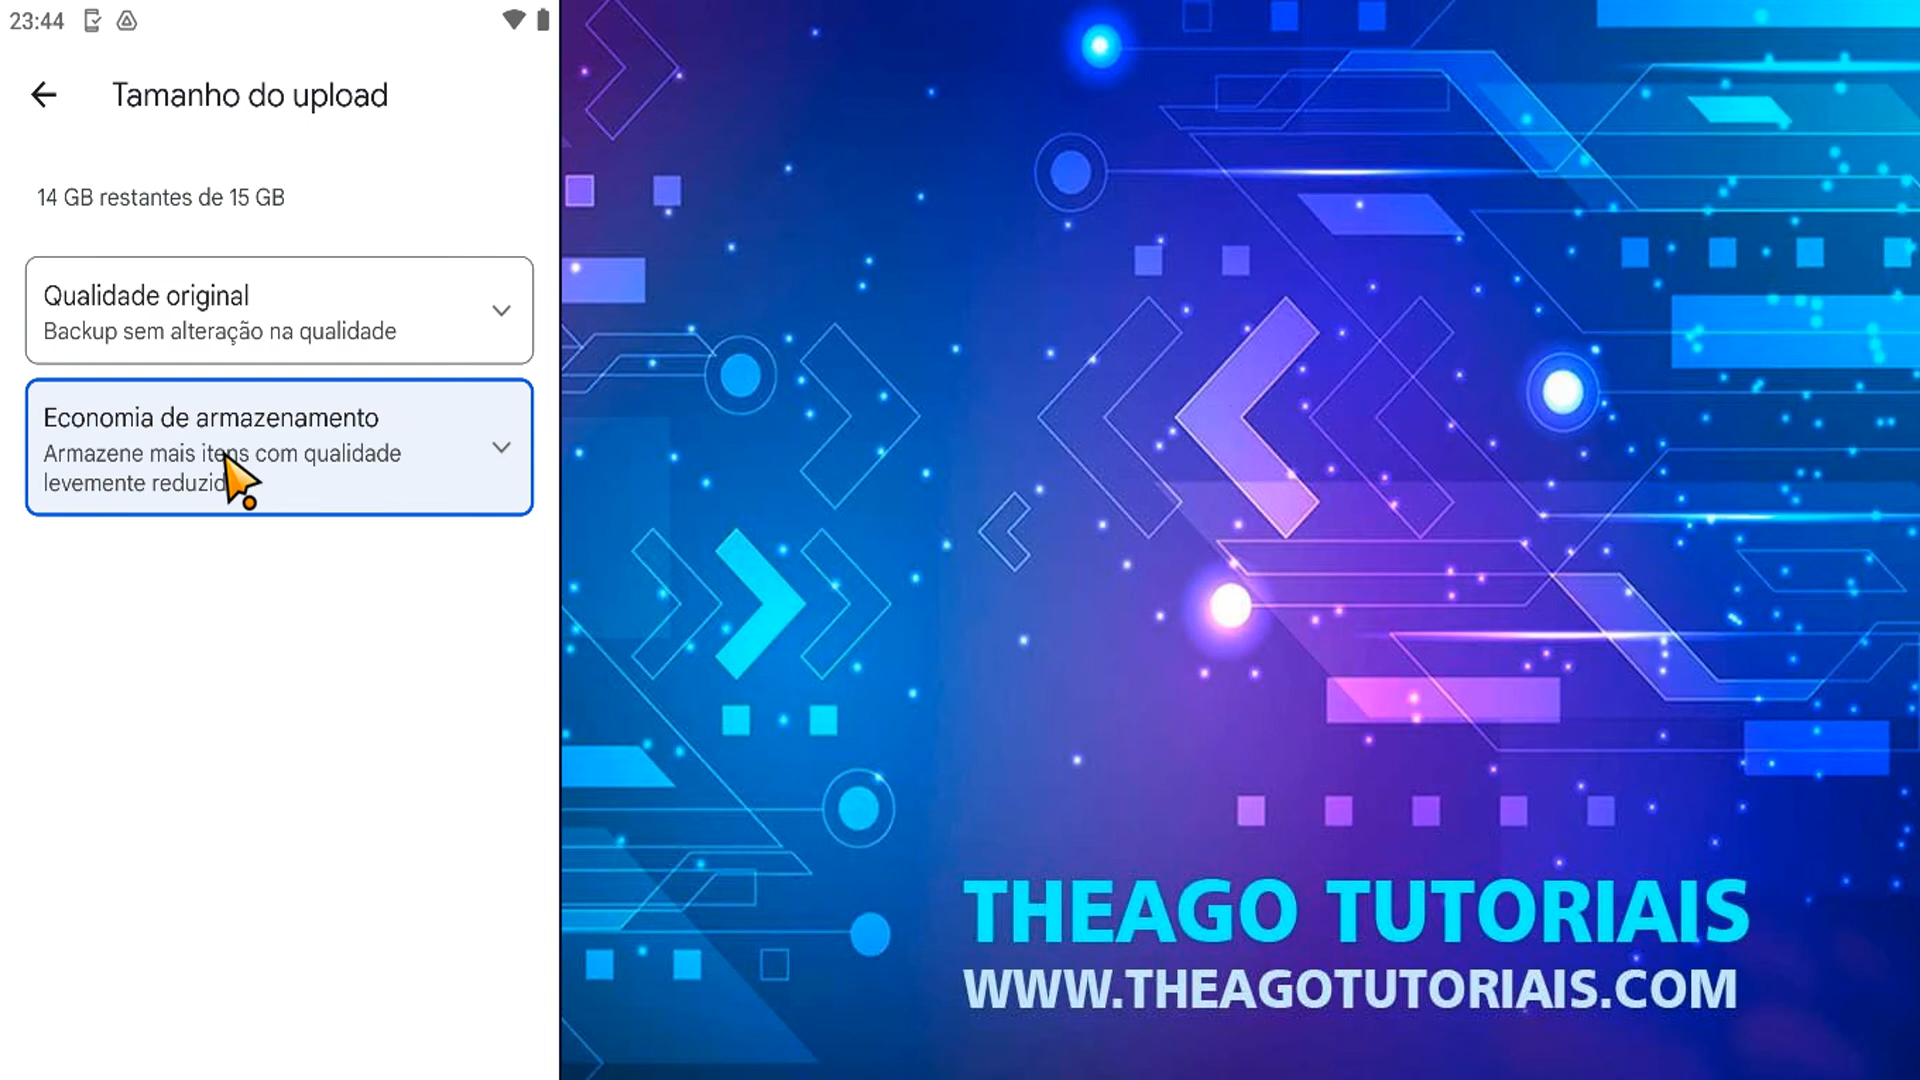 23:44
Tamanho do upload
14 GB restantes de 15 GB
Qualidade original
Backup sem alteração na qualidade
Economia de armazenamento
Armazene mais itens com qualidade
levemente reduzid
THEAGO TUTORIAIS
WWW.THEAGOTUTORIAIS.COM